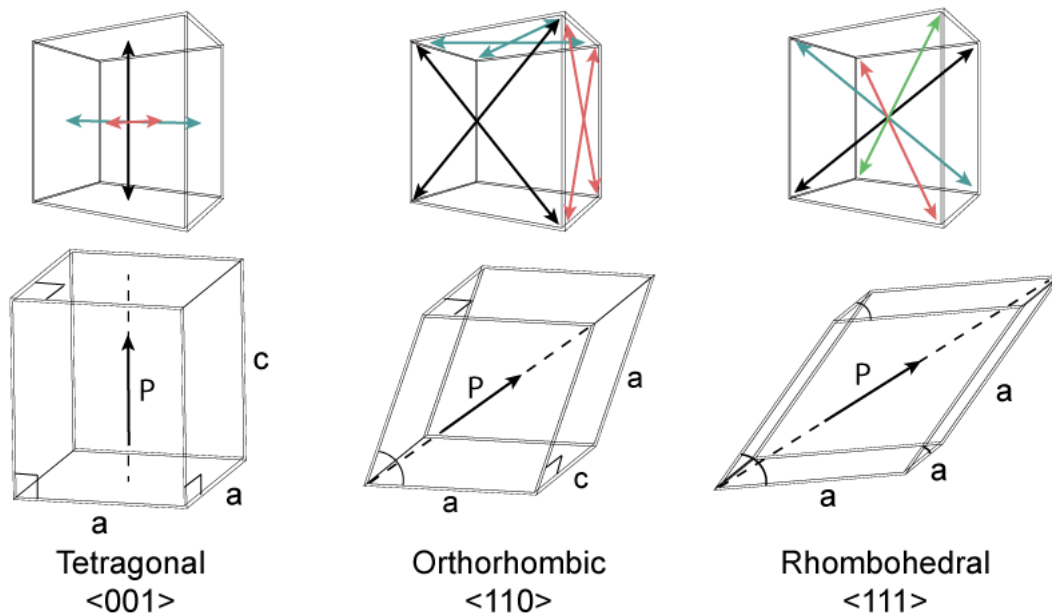 P
c
a
a
Tetragonal
<001>
P
a
c
a
Orthorhombic
<110>
P
a
a
a
Rhombohedral
<111>